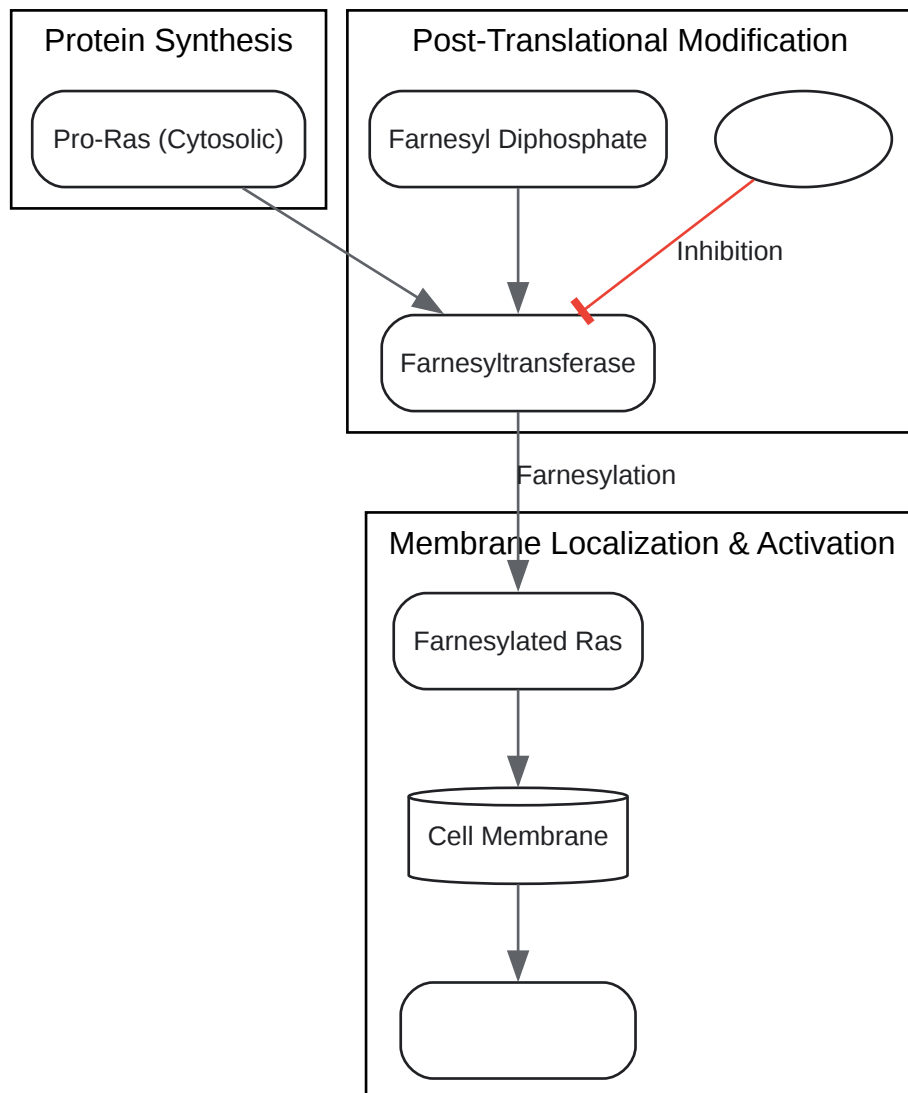 Protein Synthesis
Post-Translational Modification
Pro-Ras (Cytosolic)
Farnesyl Diphosphate
Inhibition
Farnesyltransferase
Farnesylation
Membrane Localization & Activation
Farnesylated Ras
Cell Membrane